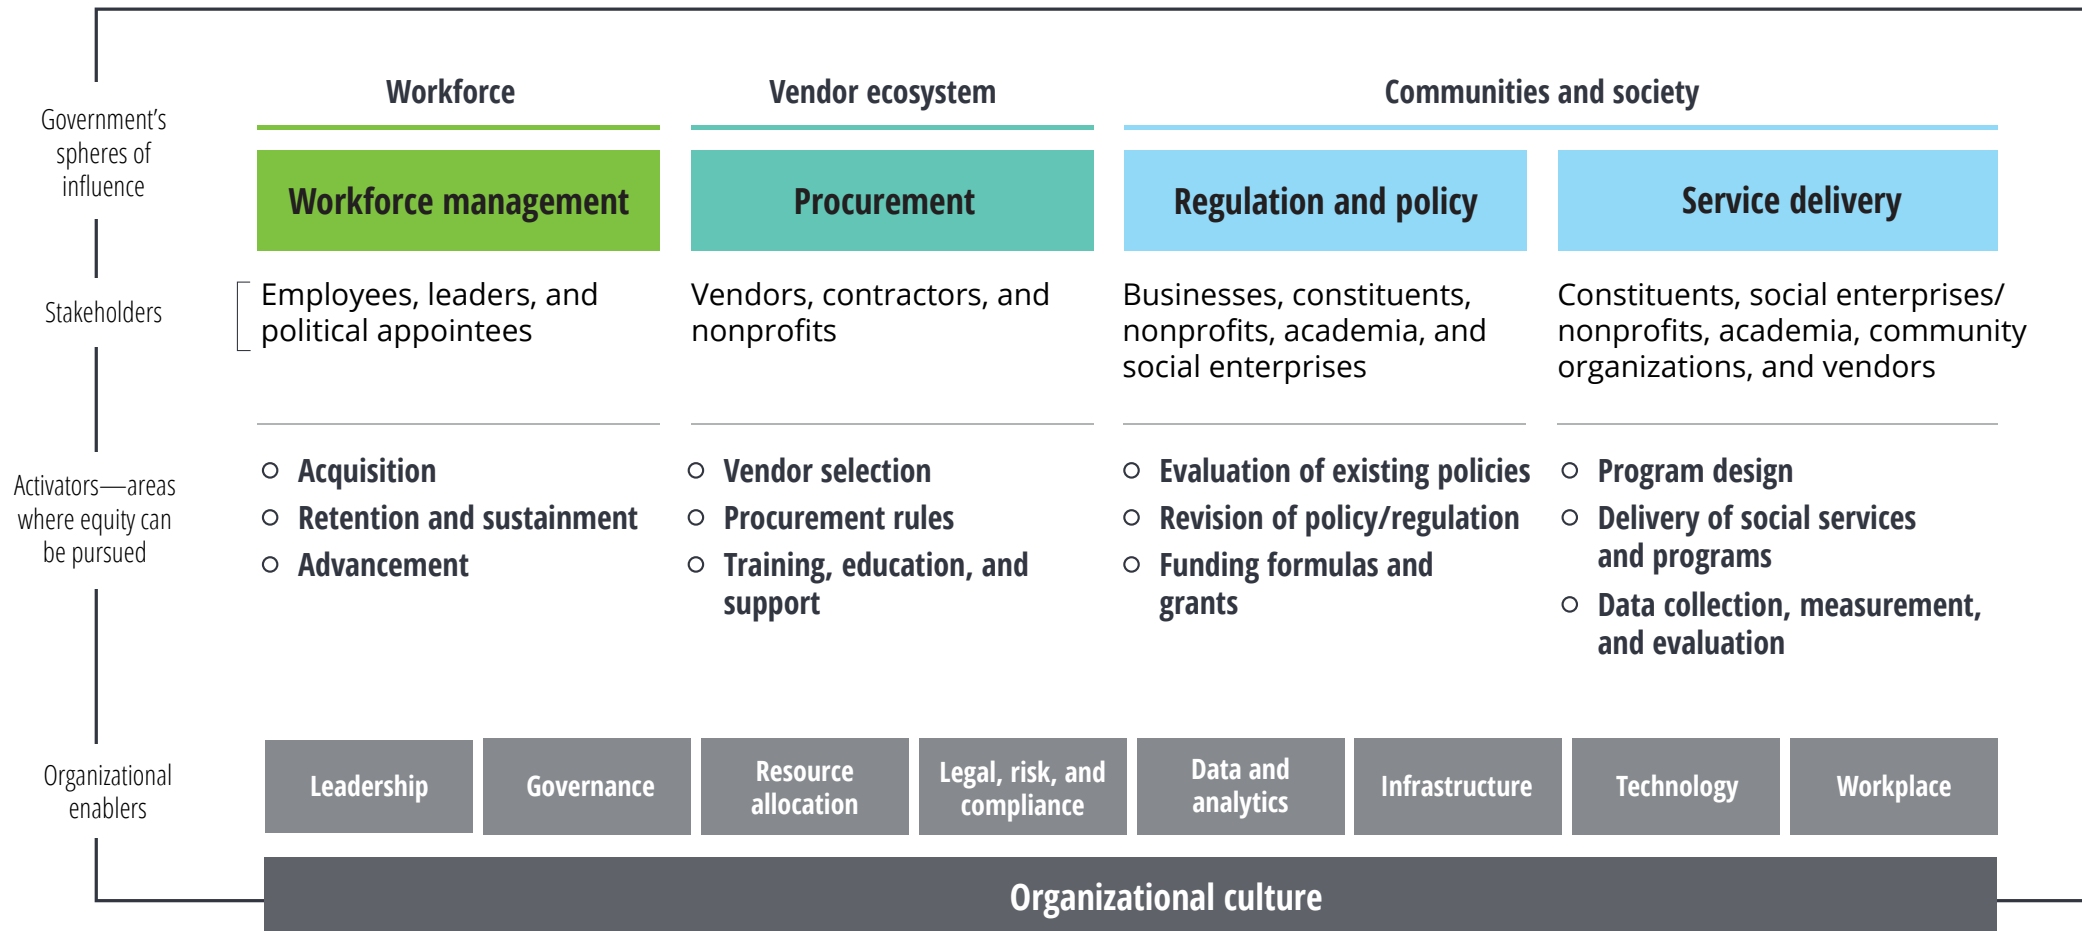 Government's
spheres of
influence
Workforce
Vendor ecosystem
Communities and society
Workforce management
Procurement
Regulation and policy
Service delivery
Stakeholders
Employees, leaders, and
political appointees
Vendors, contractors, and
nonprofits
Businesses, constituents,
nonprofits, academia, and
social enterprises
Constituents, social enterprises/
nonprofits, academia, community
organizations, and vendors
Activators—areas
where equity can
be pursued
Acquisition
Retention and sustainment
Advancement
Vendor selection
Procurement rules
Training, education, and
support
Evaluation of existing policies
Revision of policy/regulation
Funding formulas and
grants
Program design
Delivery of social services
and programs
Data collection, measurement,
and evaluation
Organizational
enablers
Leadership
Governance
Resource
allocation
Legal, risk, and
compliance
Data and
analytics
Infrastructure
Technology
Workplace
Organizational culture